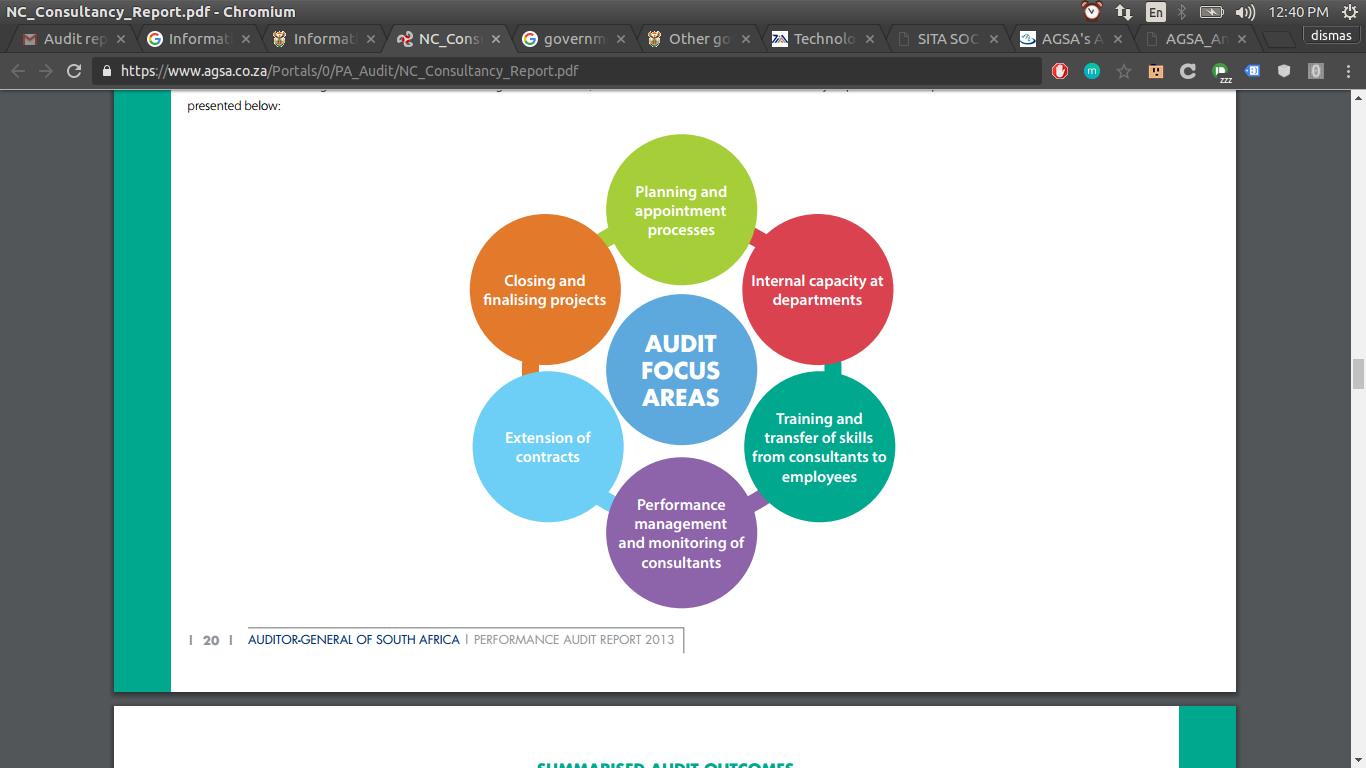 NC_Consultancy_Report.pdf - Chromium
En
12:40 PM
Audit rep
Informati
Informati
NC_Cons
governm
Other go
Technolo
SITA SOC
AGSA's A
AGSA_An
dismas
https://www.agsa.co.za/Portals/0/PA_Audit/NC_Consultancy_Report.pdf
m
zzz
presented below:
Planning and
appointment
processes
Closing and
finalising projects
Internal capacity at
departments
AUDIT
FOCUS
AREAS
Extension of
contracts
Training and
transfer of skills
from consultants to
employees
Performance
management
and monitoring of
consultants
| 20 | AUDITOR-GENERAL OF SOUTH AFRICA | PERFORMANCE AUDIT REPORT 2013
SUMMARISED AUDIT OUTCOMES